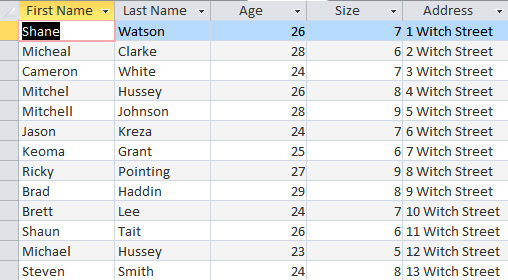 First Name Last Name Age Size Address
Shane Watson 26 7 1 Witch Street
Micheal Clarke 28 6 2 Witch Street
Cameron White 24 7 3 Witch Street
Mitchel Hussey 26 8 4 Witch Street
Mitchell Johnson 28 9 5 Witch Street
Jason Kreza 24 7 6 Witch Street
Keoma Grant 25 6 7 Witch Street
Ricky Pointing 27 9 8 Witch Street
Brad Haddin 29 8 9 Witch Street
Brett Lee 24 7 10 Witch Street
Shaun Tait 26 6 11 Witch Street
Michael Hussey 23 5 12 Witch Street
Steven Smith 24 8 13 Witch Street